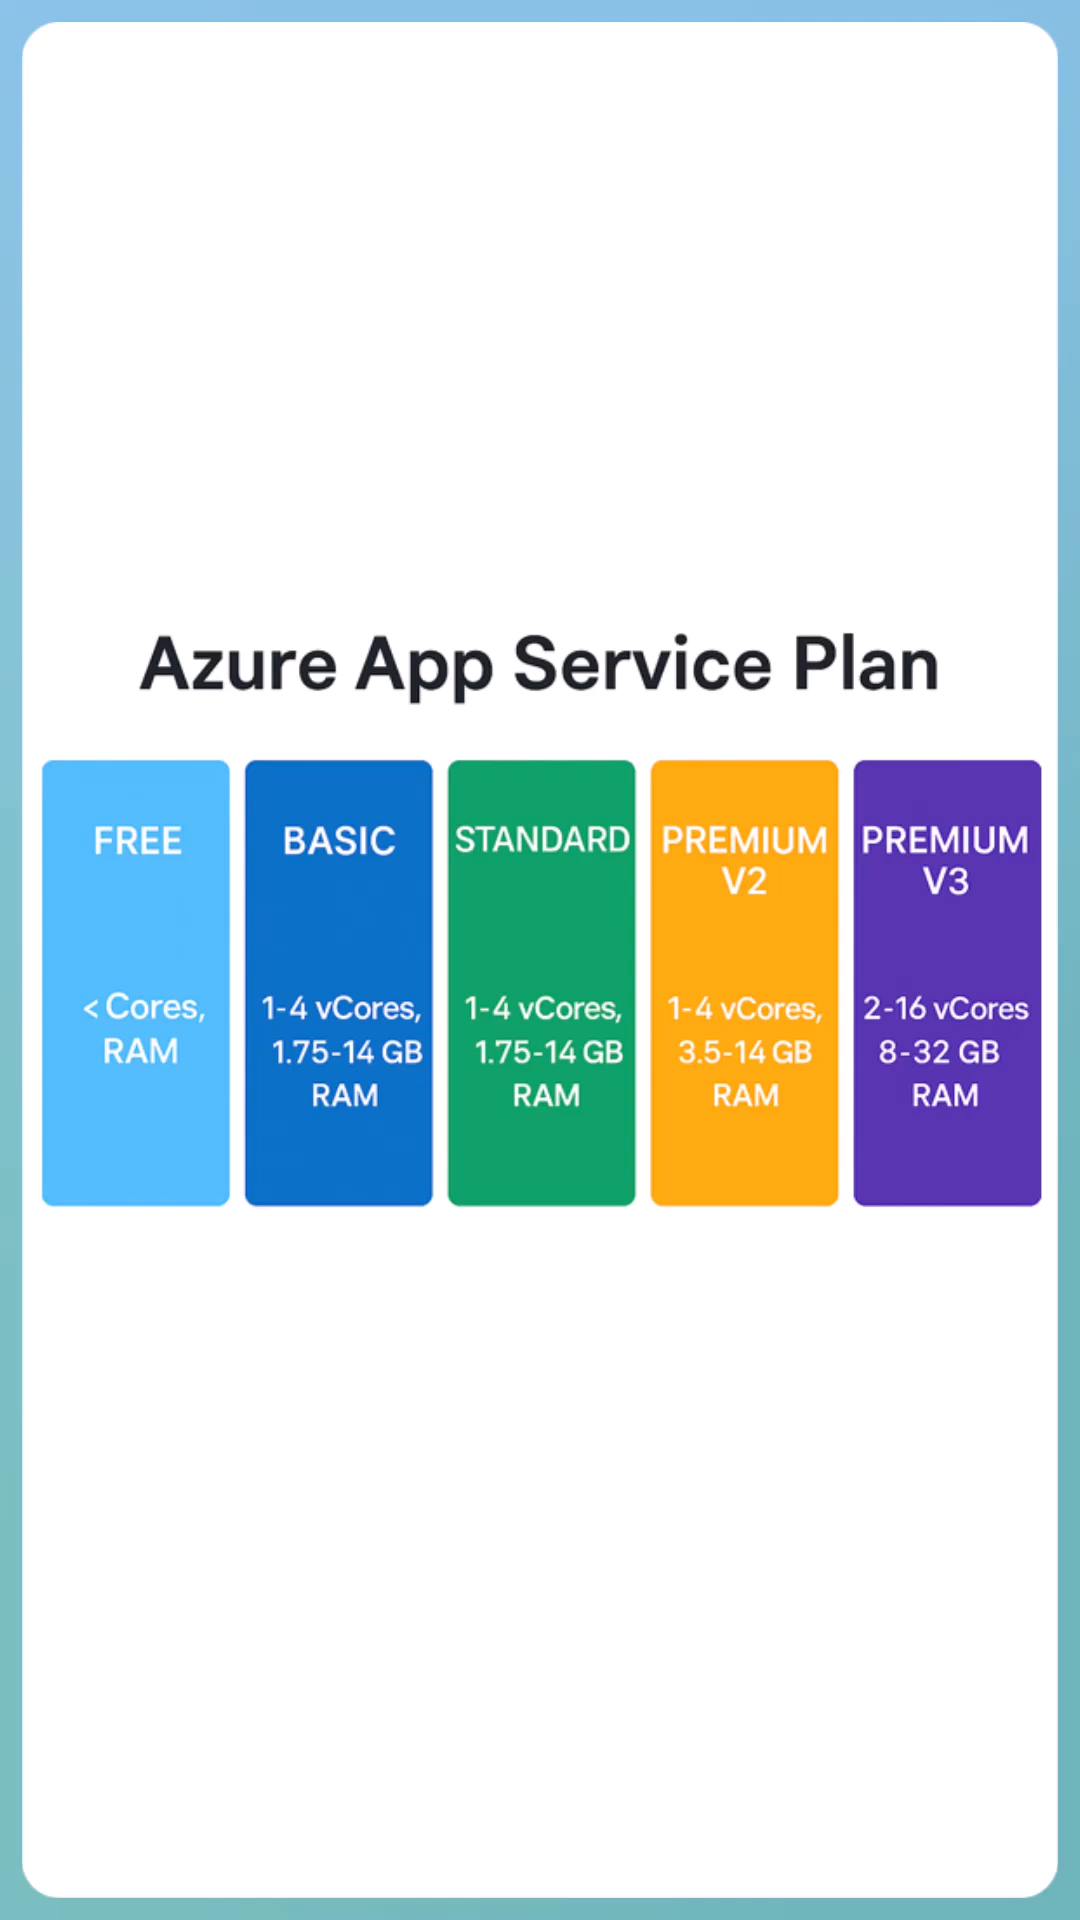 Azure App Service Plan
FREE
< Cores,
RAM
BASIC
1-4 vCores,
1.75-14 GB
RAM
STANDARD
1-4 vCores,
1.75-14 GB
RAM
PREMIUM
V2
1-4 vCores,
3.5-14 GB
RAM
PREMIUM
V3
2-16 vCores
8-32 GB
RAM